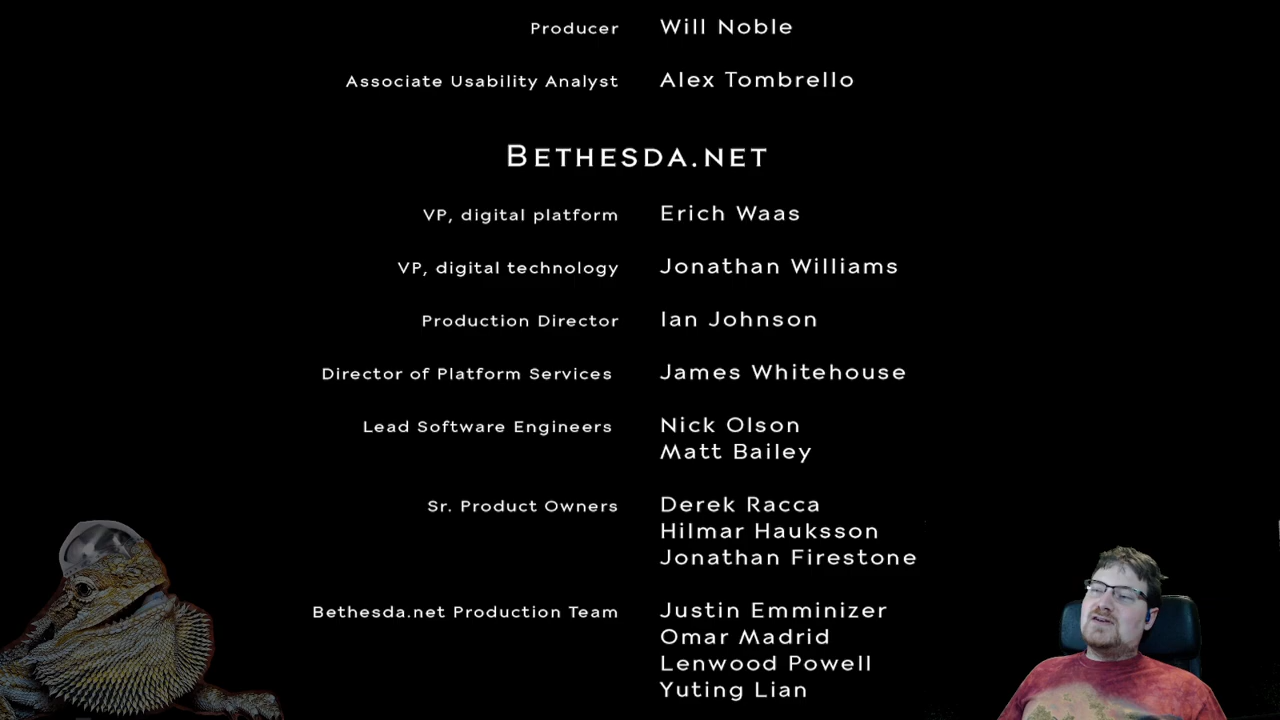 Producer Will Noble
Associate Usability Analyst Alex Tombrello
BETHESDA.NET
VP, digital platform Erich Waas
VP, digital technology Jonathan Williams
Production Director Ian Johnson
Director of Platform Services James Whitehouse
Lead Software Engineers Nick Olson
Matt Bailey
Sr. Product Owners Derek Racca
Hilmar Hauksson
Jonathan Firestone
Bethesda.net Production Team Justin Emminizer
Omar Madrid
Lenwood Powell
Yuting Lian